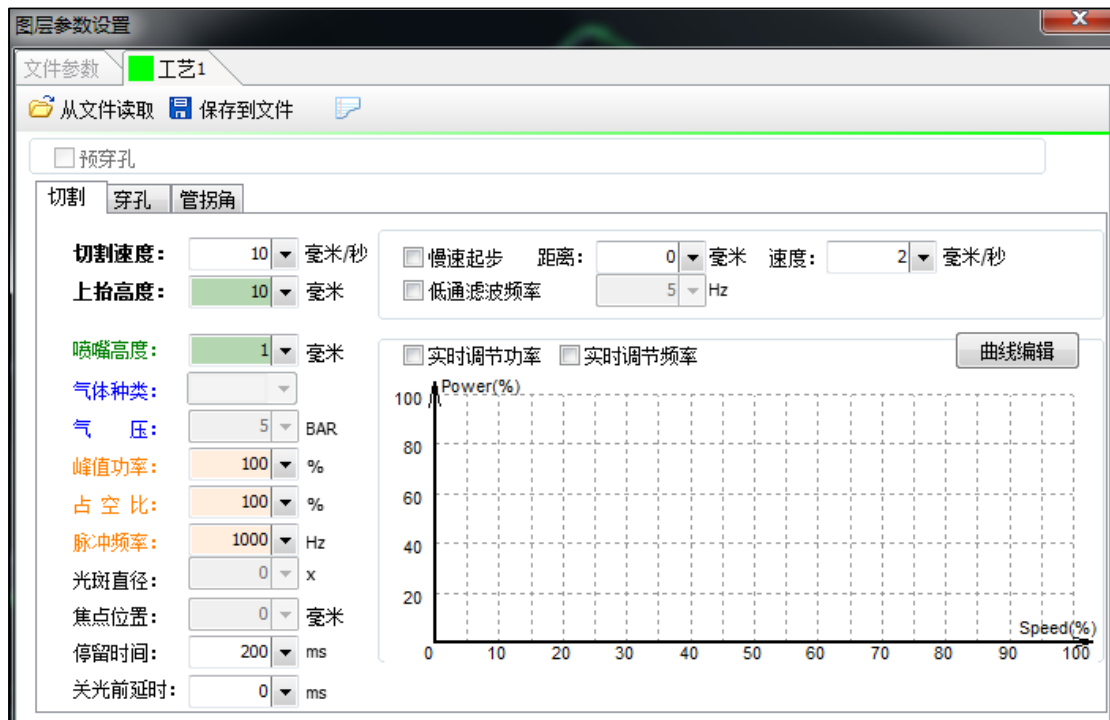 图层参数设置
X
文件参数 工艺1
从文件读取 保存到文件
预穿孔
切割 穿孔 管拐角
切割速度： 10 毫米/秒
上抬高度： 10 毫米
喷嘴高度： 1 毫米
气体种类：
气 压： 5 BAR
峰值功率： 100 %
占 空 比： 100 %
脉冲频率： 1000 Hz
光斑直径： 0 x
焦点位置： 0 毫米
停留时间： 200 ms
关光前延时： 0 ms
慢速起步 距离： 0 毫米 速度： 2 毫米/秒
低通滤波频率 5 Hz
实时调节功率 实时调节频率 曲线编辑
Power(%)
100
80
60
40
20
Speed(%)
0 10 20 30 40 50 60 70 80 90 100